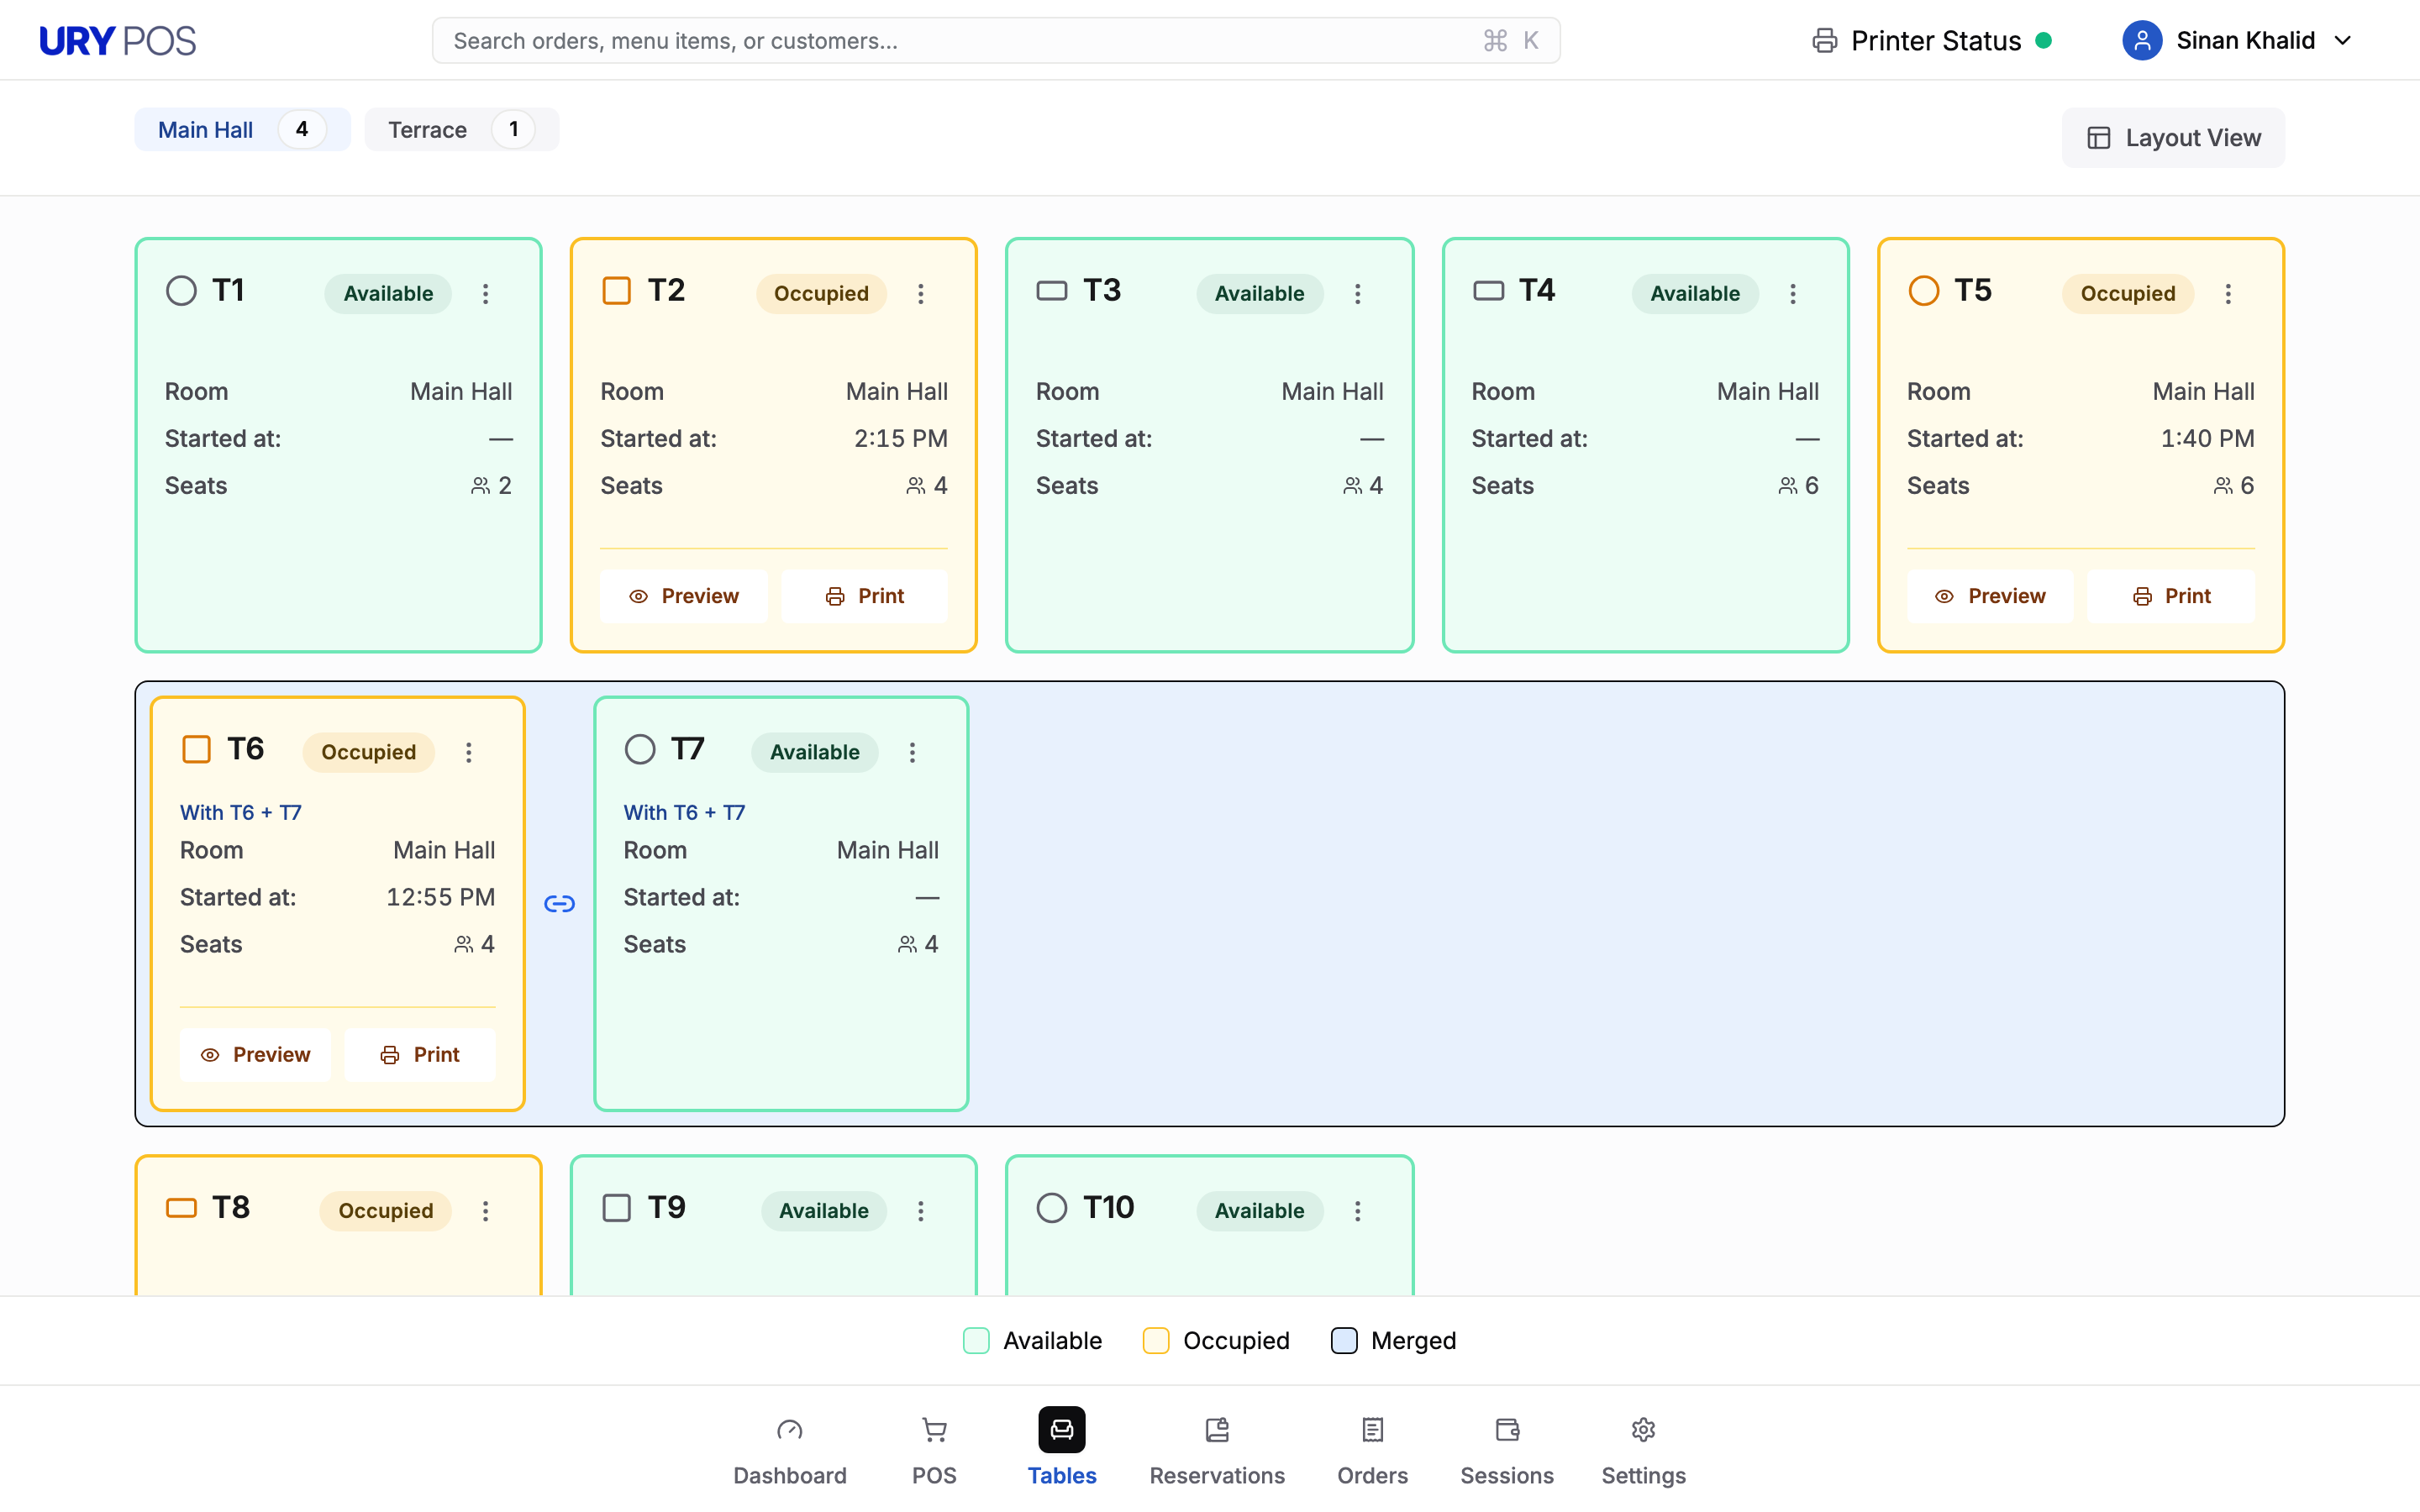 URY POS
Search orders, menu items, or customers... ⌘ K
Printer Status
Sinan Khalid
Main Hall 4
Terrace 1
Layout View
T1 Available
Room Main Hall
Started at: —
Seats 2
T2 Occupied
Room Main Hall
Started at: 2:15 PM
Seats 4
Preview Print
T3 Available
Room Main Hall
Started at: —
Seats 4
T4 Available
Room Main Hall
Started at: —
Seats 6
T5 Occupied
Room Main Hall
Started at: 1:40 PM
Seats 6
Preview Print
T6 Occupied
With T6 + T7
Room Main Hall
Started at: 12:55 PM
Seats 4
Preview Print
T7 Available
With T6 + T7
Room Main Hall
Started at: —
Seats 4
T8 Occupied
T9 Available
T10 Available
Available Occupied Merged
Dashboard POS Tables Reservations Orders Sessions Settings